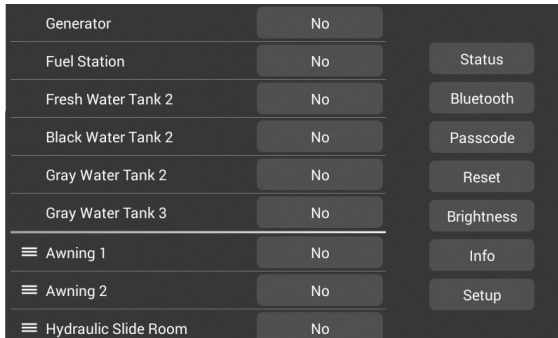 Generator No
Fuel Station No
Fresh Water Tank 2 No
Black Water Tank 2 No
Gray Water Tank 2 No
Gray Water Tank 3 No
Awning 1 No
Awning 2 No
Hydraulic Slide Room No
Status
Bluetooth
Passcode
Reset
Brightness
Info
Setup